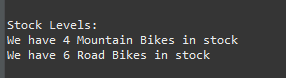 Stock Levels:
We have 4 Mountain Bikes in stock
We have 6 Road Bikes in stock